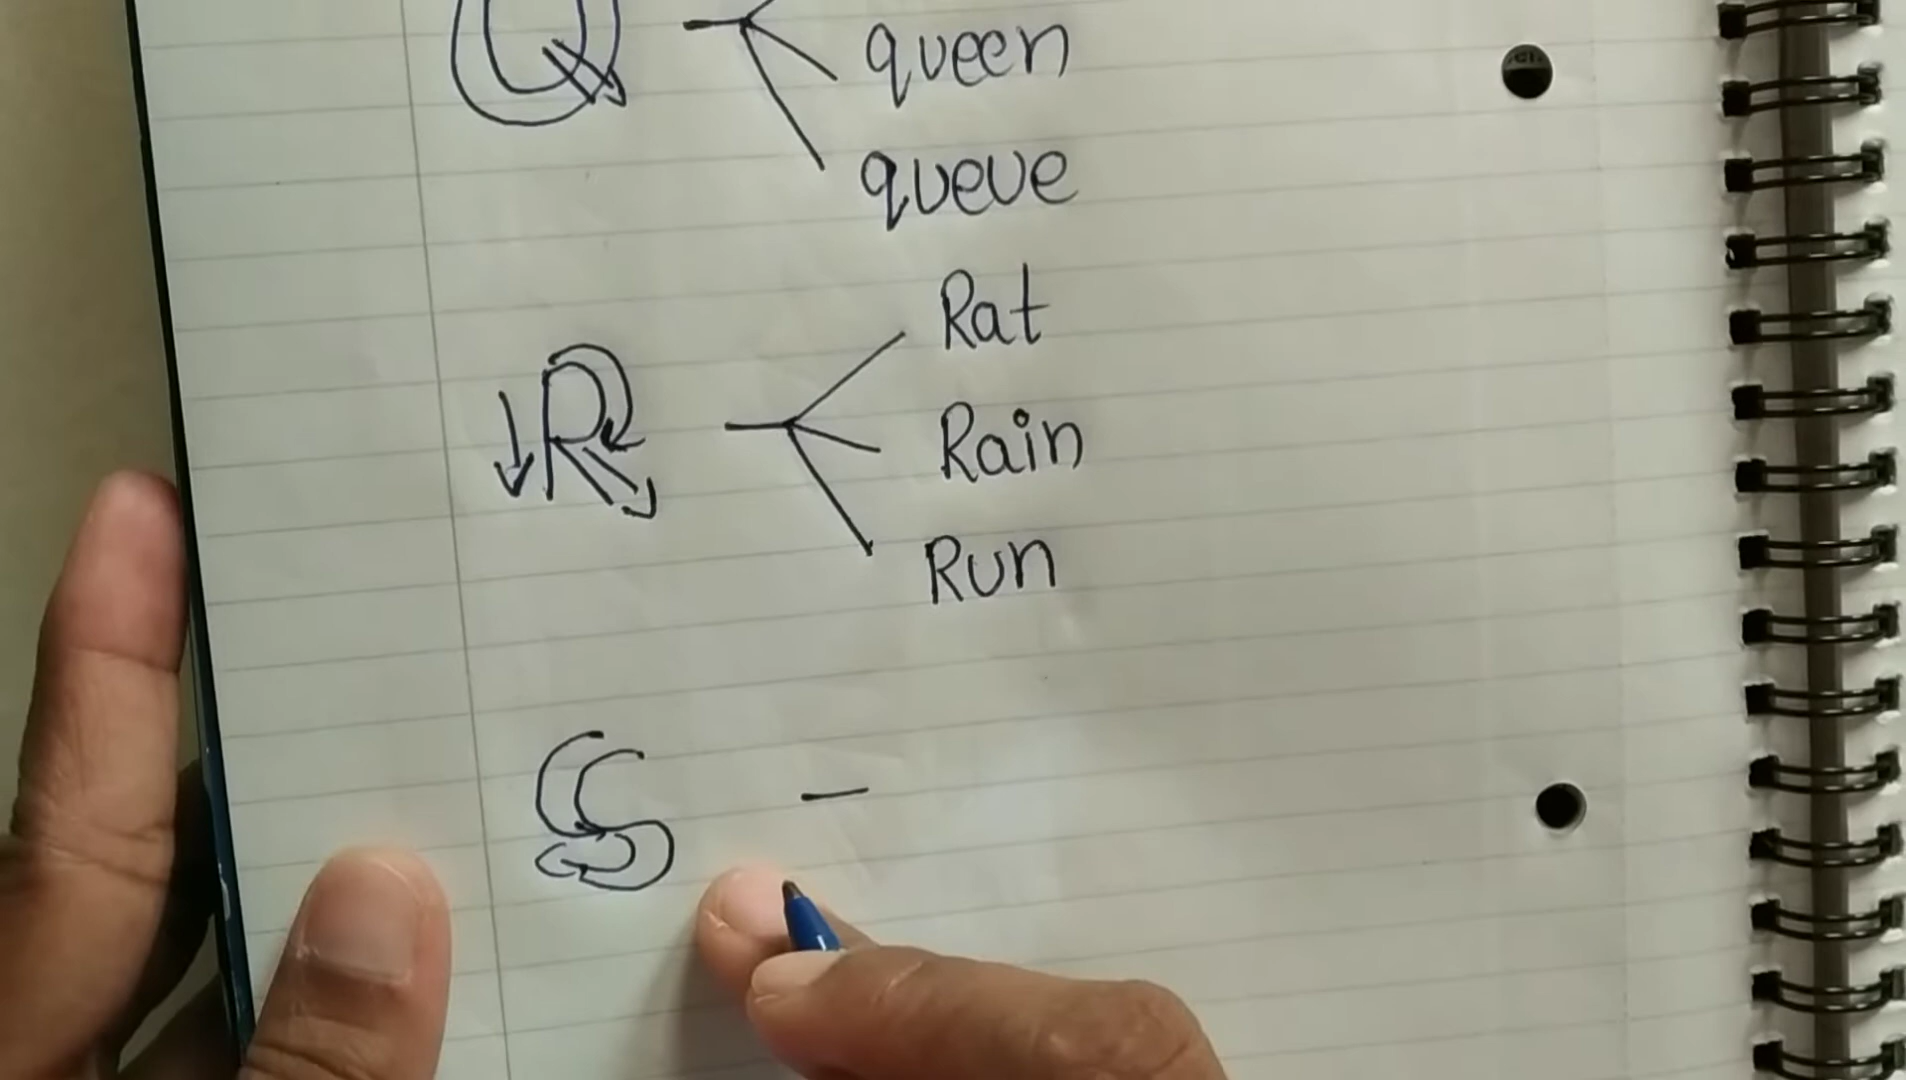 Q - queen
queue
Rat
R - Rain
Run
S -